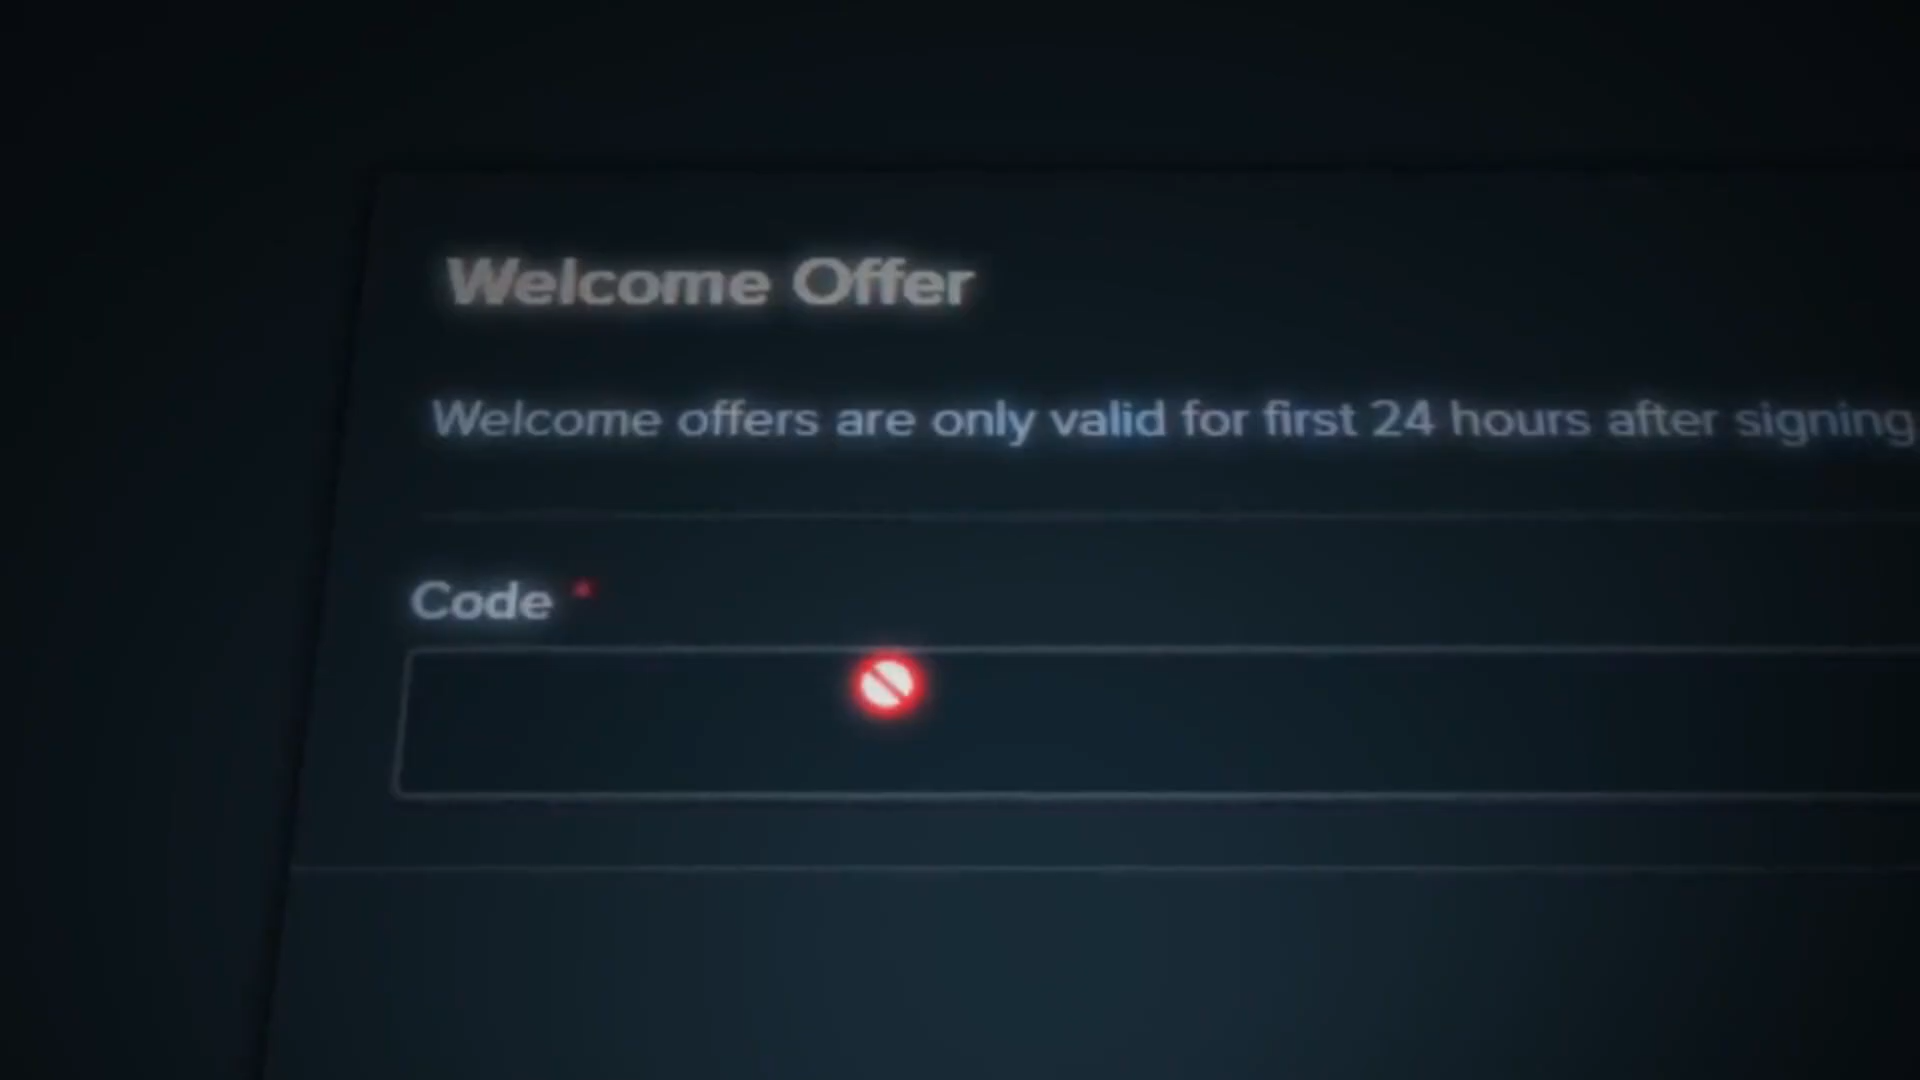 Welcome Offer
Welcome offers are only valid for first 24 hours after signing
Code *